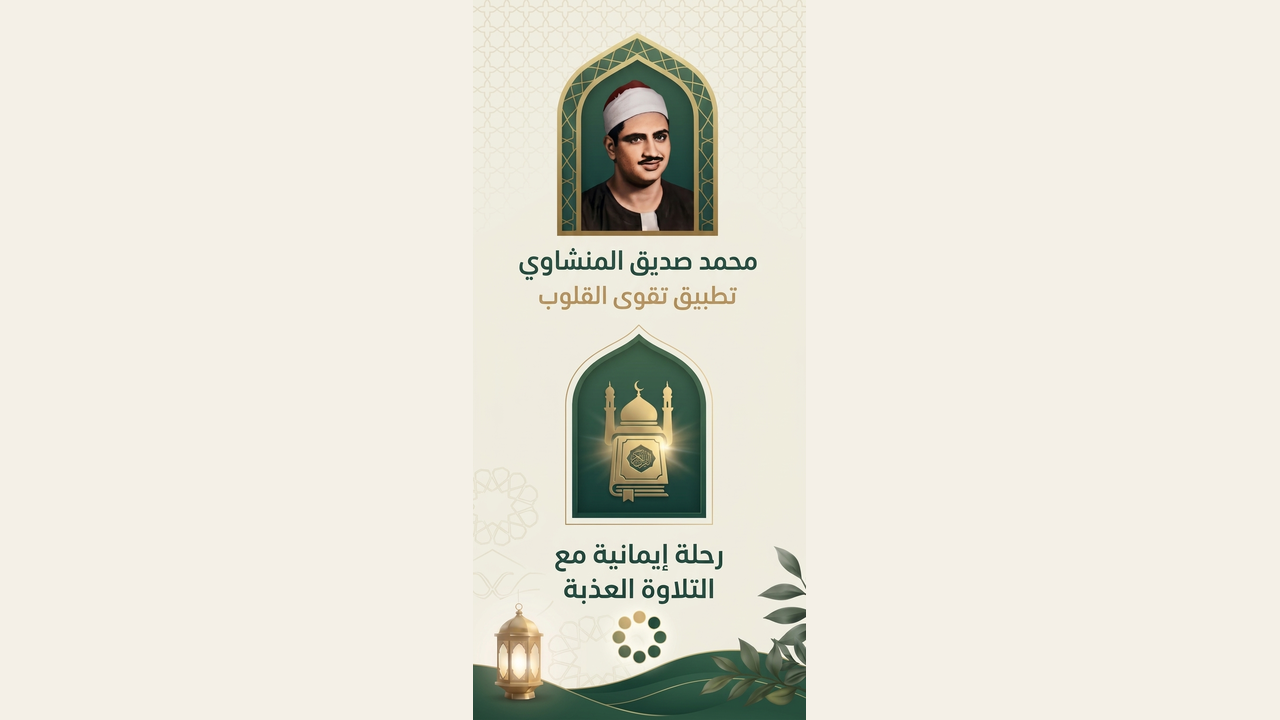 محمد صديق المنشاوي
تطبيق تقوى القلوب
رحلة إيمانية مع
التلاوة العذبة